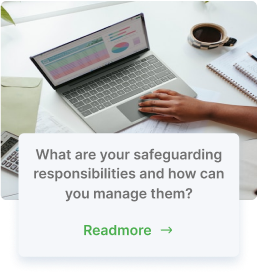 What are your safeguarding
responsibilities and how can
you manage them?
Readmore →